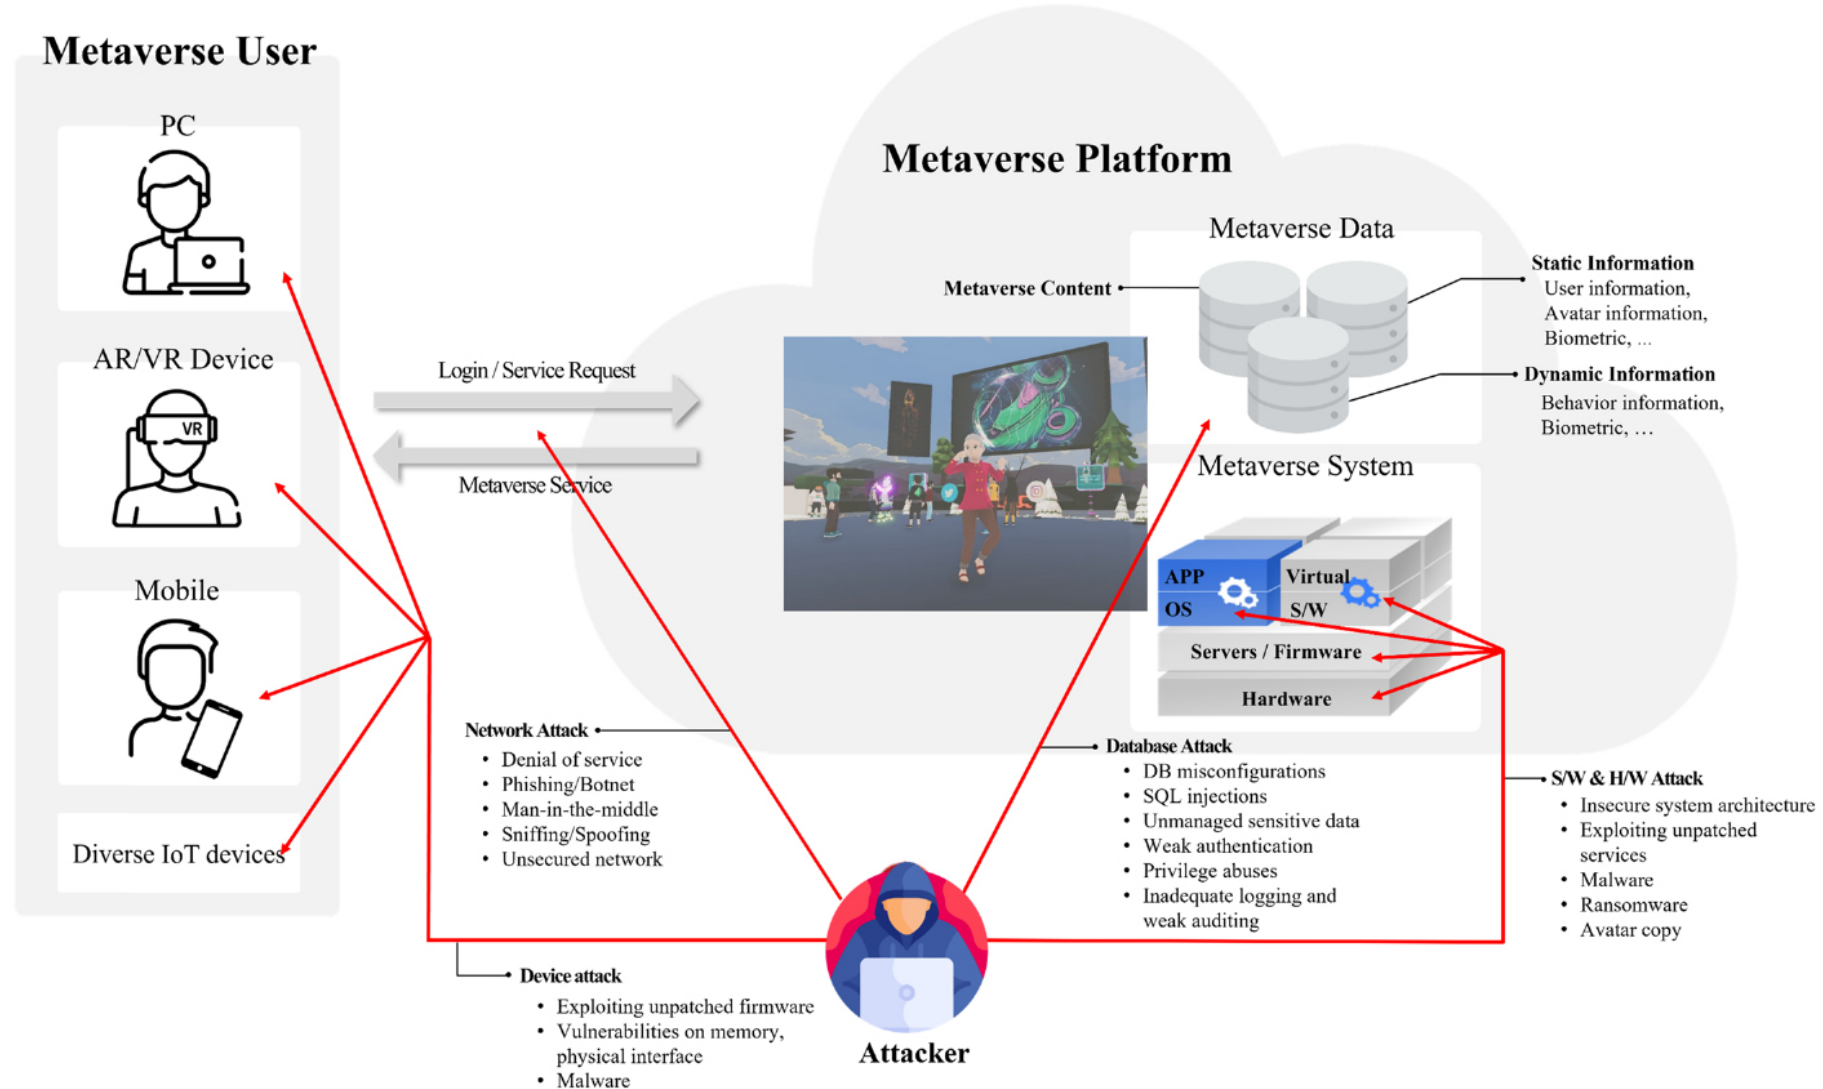 Metaverse User
PC
AR/VR Device
VR
Mobile
Diverse IoT devices
Login / Service Request
Metaverse Service
Metaverse Platform
Metaverse Data
Metaverse Content
Static Information
User information,
Avatar information,
Biometric, ...
Dynamic Information
Behavior information,
Biometric, …
Metaverse System
APP
OS
Virtual
S/W
Servers / Firmware
Hardware
Network Attack
• Denial of service
• Phishing/Botnet
• Man-in-the-middle
• Sniffing/Spoofing
• Unsecured network
Database Attack
• DB misconfigurations
• SQL injections
• Unmanaged sensitive data
• Weak authentication
• Privilege abuses
• Inadequate logging and
weak auditing
S/W & H/W Attack
• Insecure system architecture
• Exploiting unpatched
services
• Malware
• Ransomware
• Avatar copy
Device attack
• Exploiting unpatched firmware
• Vulnerabilities on memory,
physical interface
• Malware
Attacker